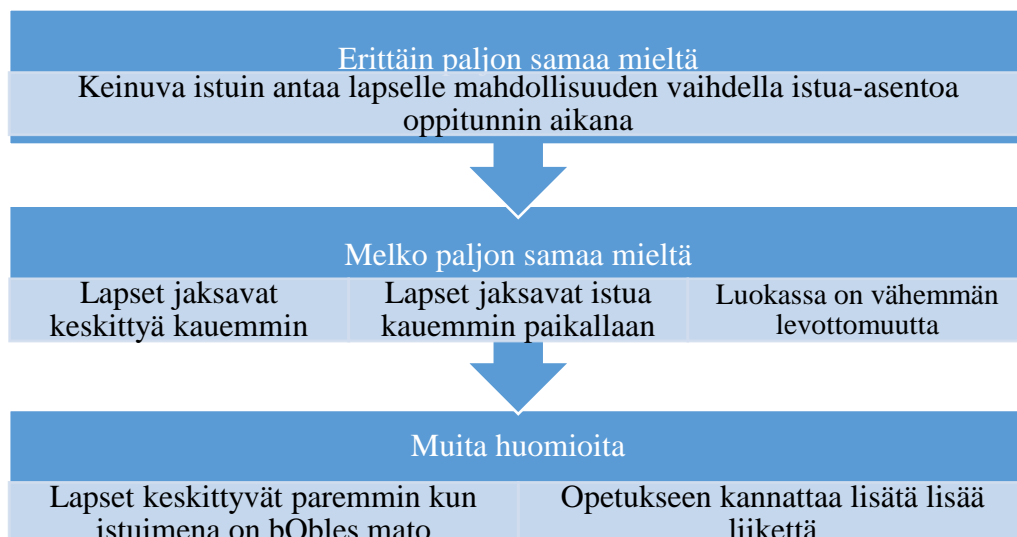 Erittäin paljon samaa mieltä
Keinuva istuin antaa lapselle mahdollisuuden vaihdella istua-asentoa
oppitunnin aikana
Melko paljon samaa mieltä
Lapset jaksavat
keskittyä kauemmin
Lapset jaksavat istua
kauemmin paikallaan
Luokassa on vähemmän
levottomuutta
Muita huomioita
Lapset keskittyvät paremmin kun
istuimena on bObles mato
Opetukseen kannattaa lisätä lisää
liikettä